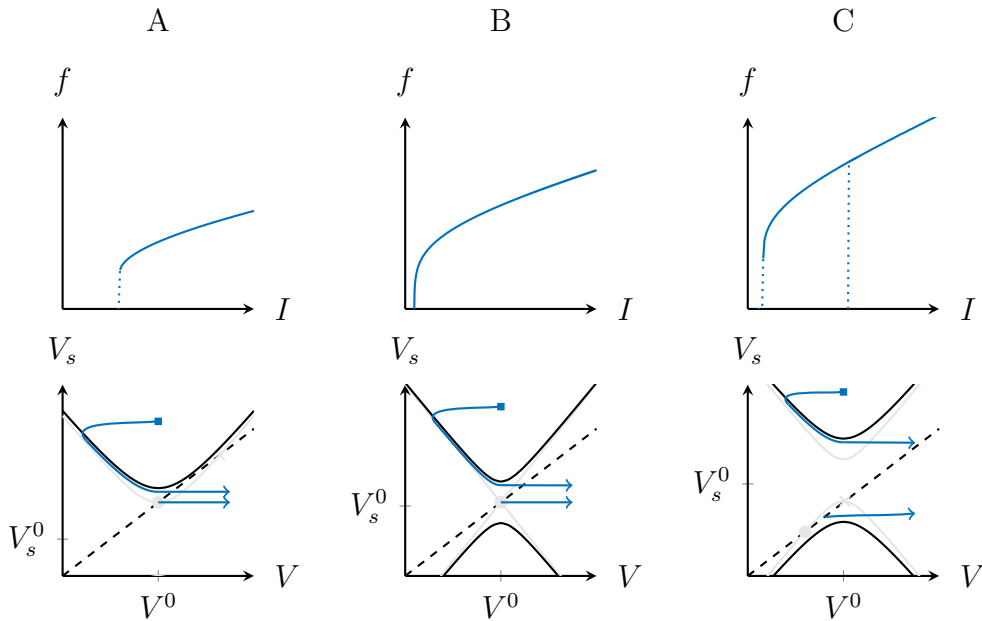 A B C
f f f
I I I
V_s V_s V_s
V_s^0 V_s^0 V_s^0
V V V
V^0 V^0 V^0